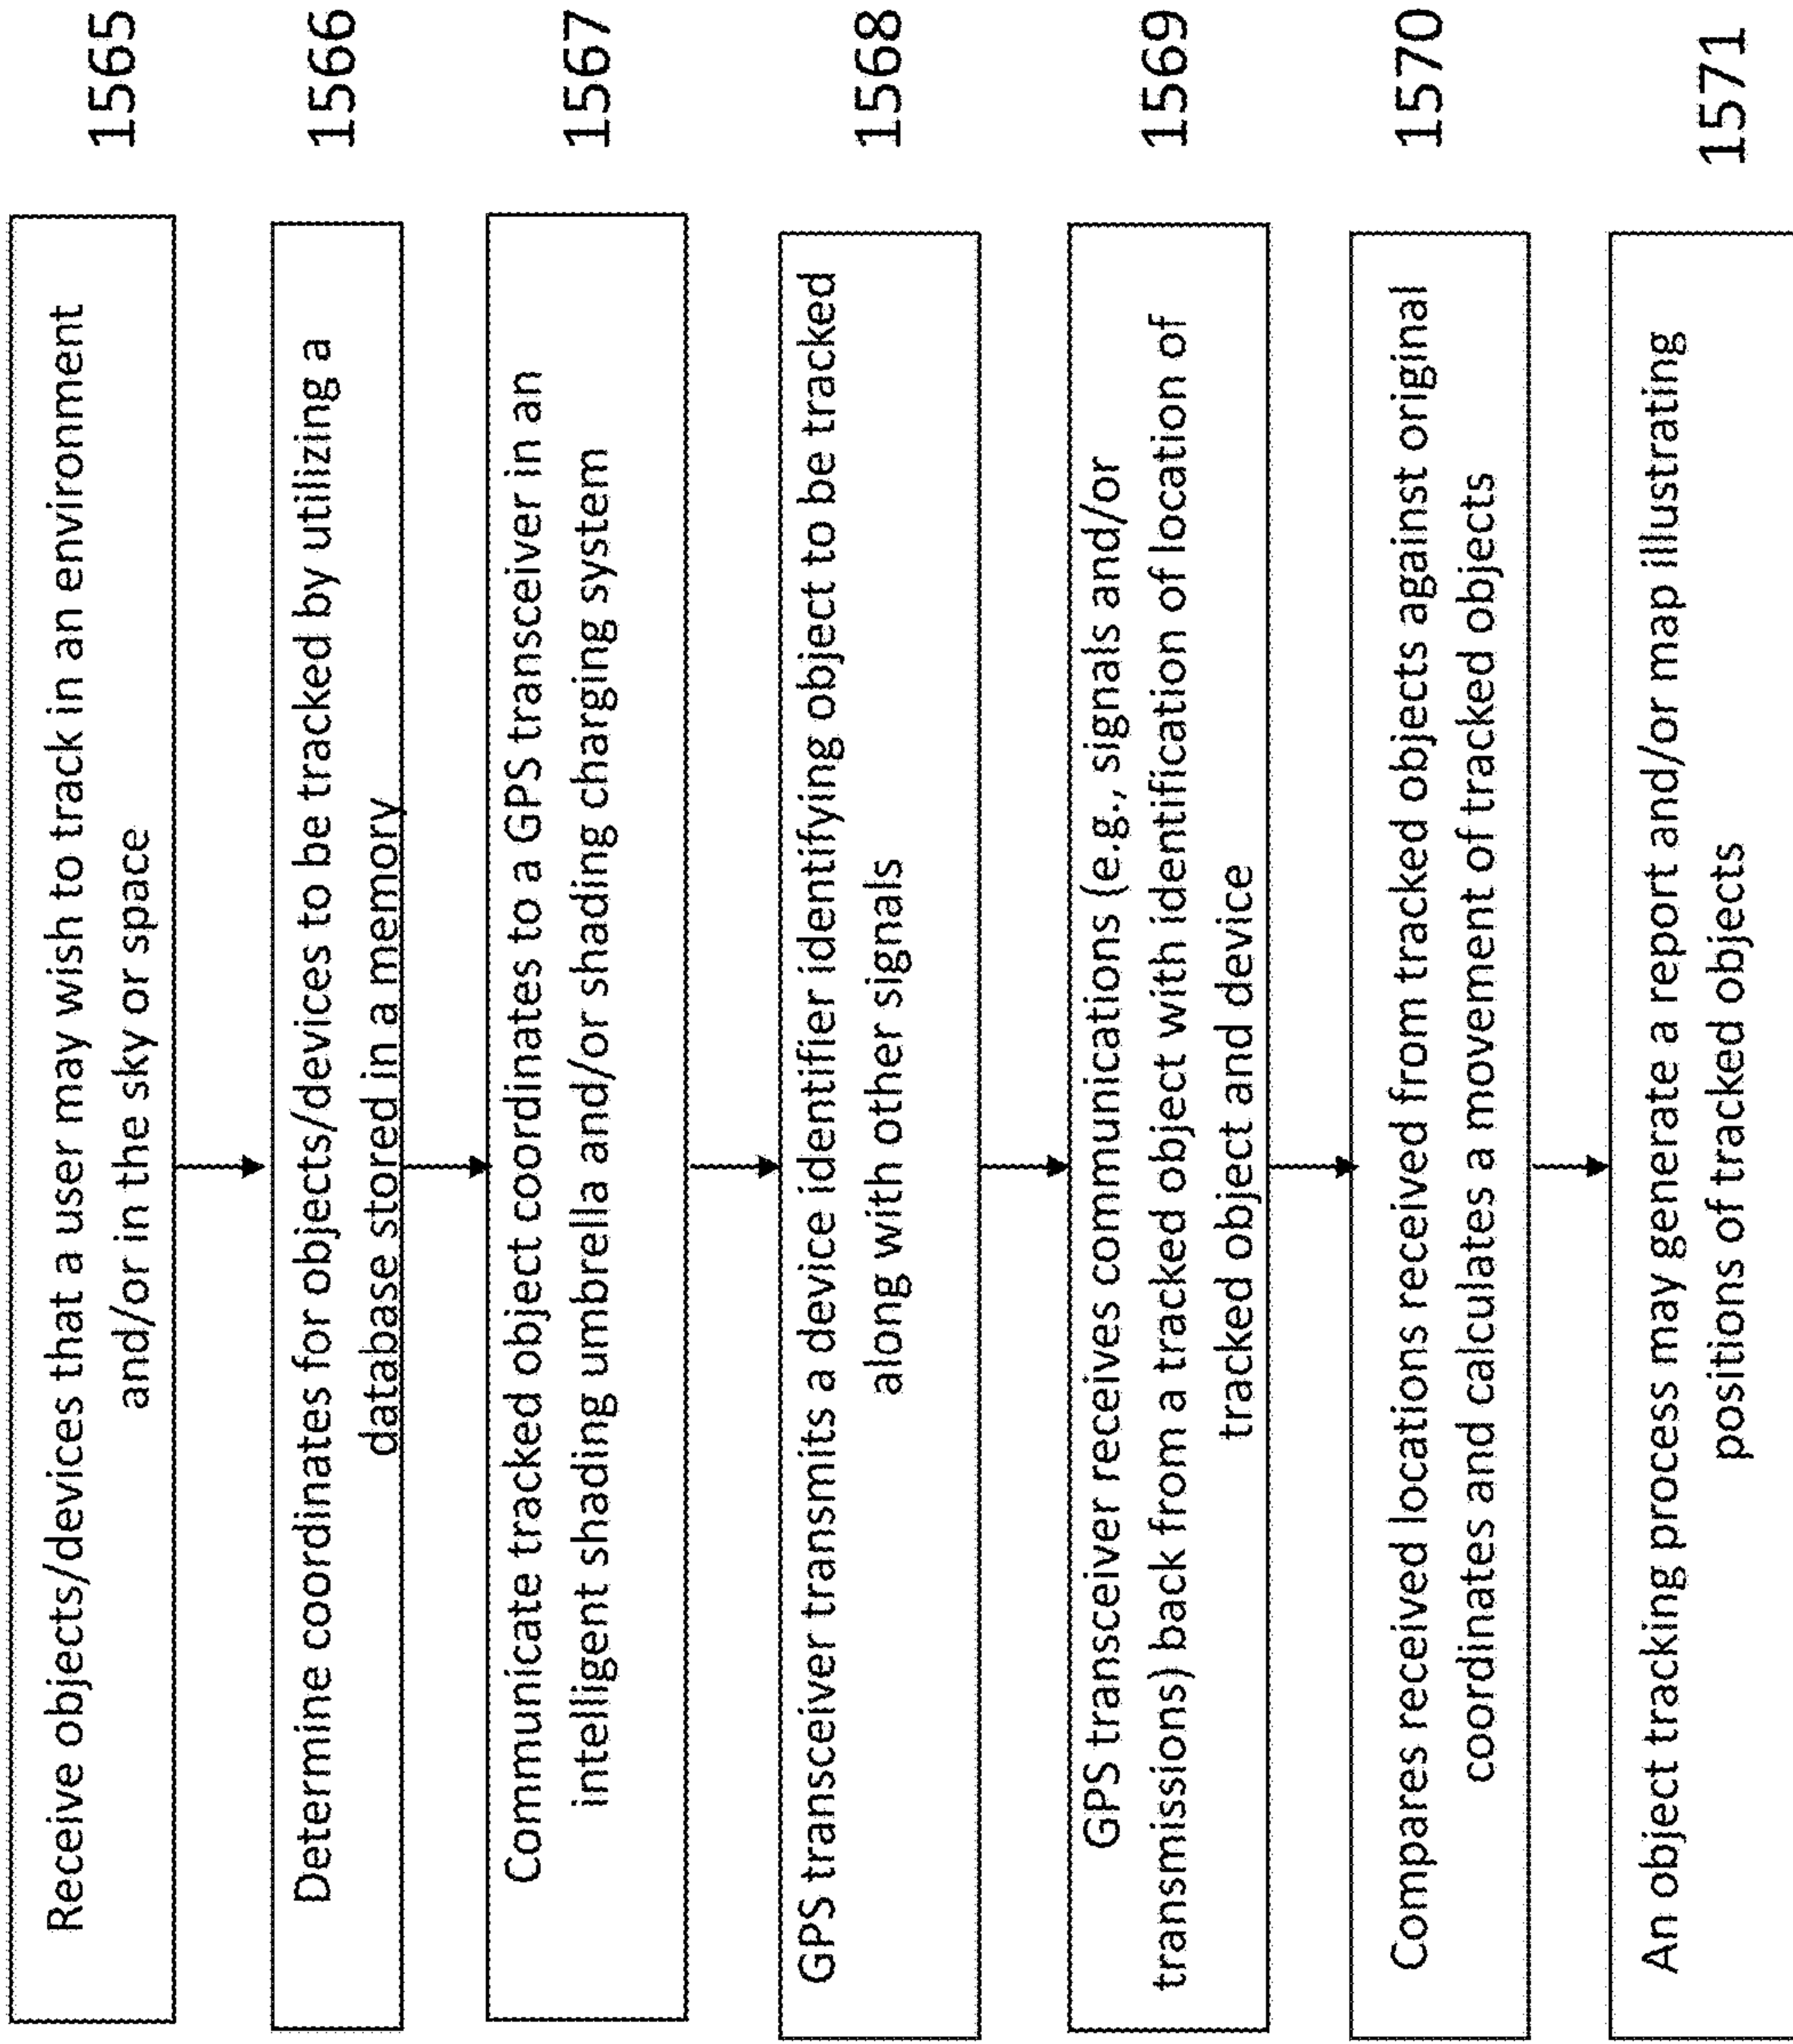 Receive objects/devices that a user may wish to track in an environment
and/or in the sky or space
1565
Determine coordinates for objects/devices to be tracked by utilizing a
database stored in a memory
1566
Communicate tracked object coordinates to a GPS transceiver in an
intelligent shading umbrella and/or shading charging system
1567
GPS transceiver transmits a device identifier identifying object to be tracked
along with other signals
1568
GPS transceiver receives communications (e.g., signals and/or
transmissions) back from a tracked object with identification of location of
tracked object and device
1569
Compares received locations received from tracked objects against original
coordinates and calculates a movement of tracked objects
1570
An object tracking process may generate a report and/or map illustrating
positions of tracked objects
1571